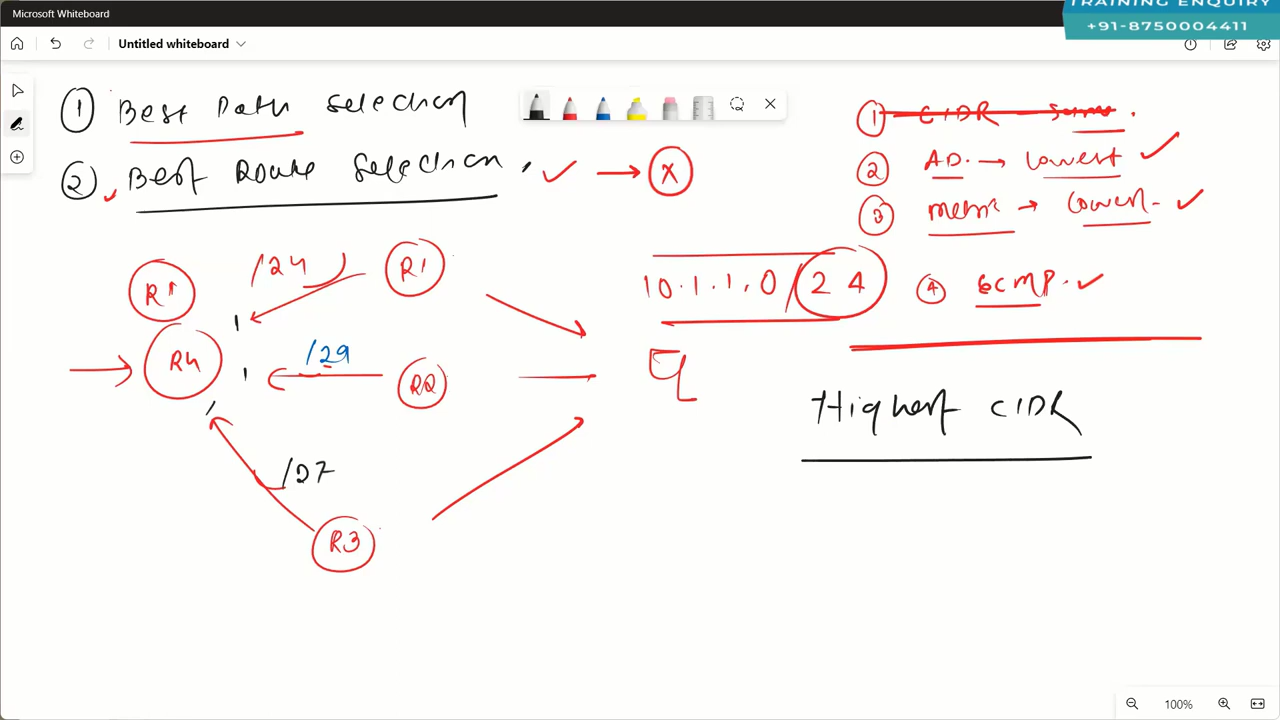 TRAINING ENQUIRY
+91-8750004411
Microsoft Whiteboard
Untitled whiteboard
① Best Path Selection
② Best Route Selection, → X
① CIDR same.
② AD. → Lowest
③ metric → Lowest.
④ ECMP.
R1
/24
R1
10.1.1.0/24
R4
/29
R2
Highest CIDR
/27
R3
100%